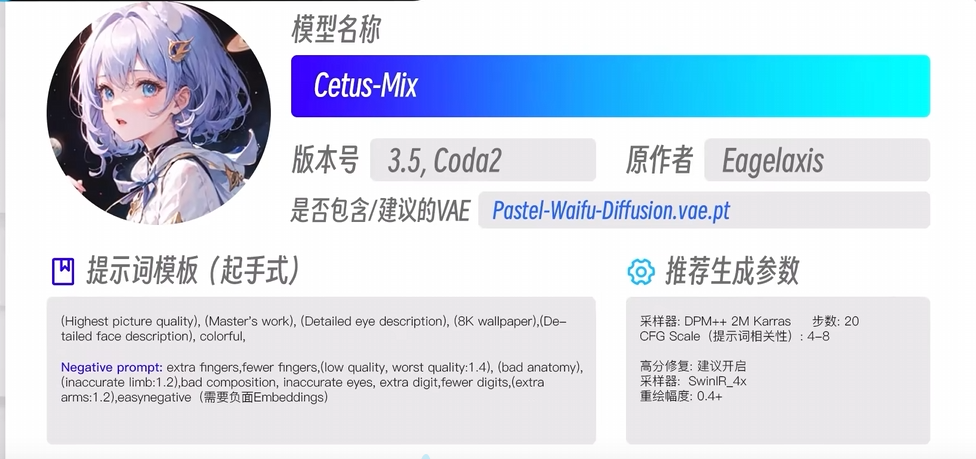 模型名称
Cetus-Mix
版本号 3.5, Coda2 原作者 Eagelaxis
是否包含/建议的VAE Pastel-Waifu-Diffusion.vae.pt
提示词模板（起手式）
(Highest picture quality), (Master's work), (Detailed eye description), (8K wallpaper),(De-
tailed face description), colorful,
Negative prompt: extra fingers,fewer fingers,(low quality, worst quality:1.4), (bad anatomy),
(inaccurate limb:1.2),bad composition, inaccurate eyes, extra digit,fewer digits,(extra
arms:1.2),easynegative（需要负面Embeddings）
推荐生成参数
采样器: DPM++ 2M Karras 步数: 20
CFG Scale（提示词相关性）: 4-8
高分修复: 建议开启
采样器: SwinIR_4x
重绘幅度: 0.4+